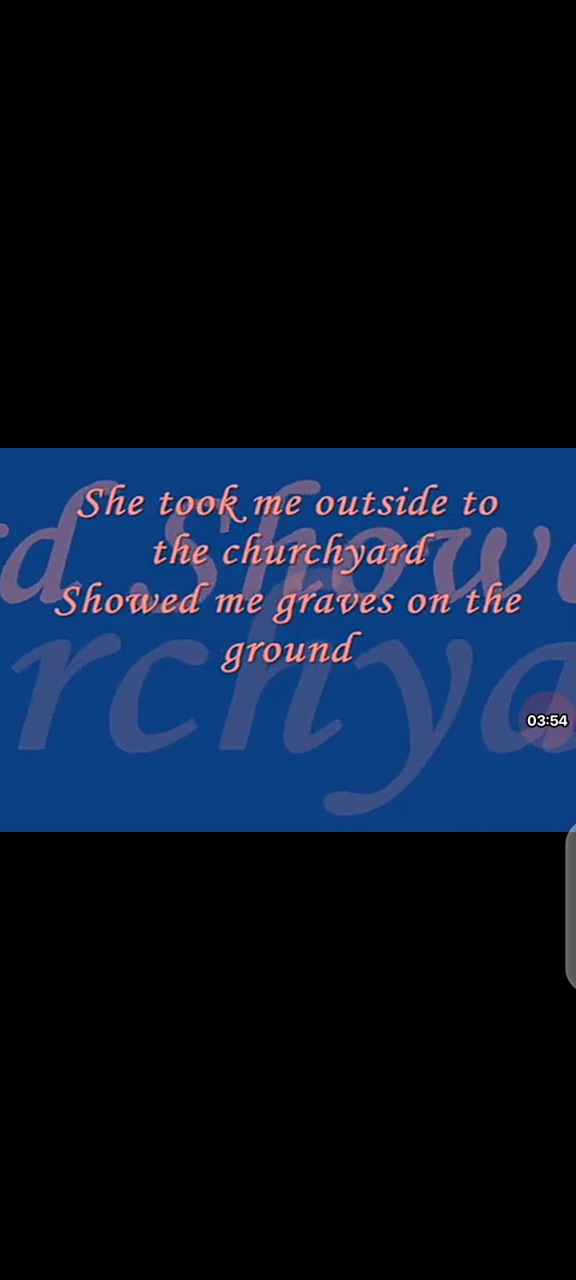 She took me outside to
the churchyard
Showed me graves on the
ground
03:54